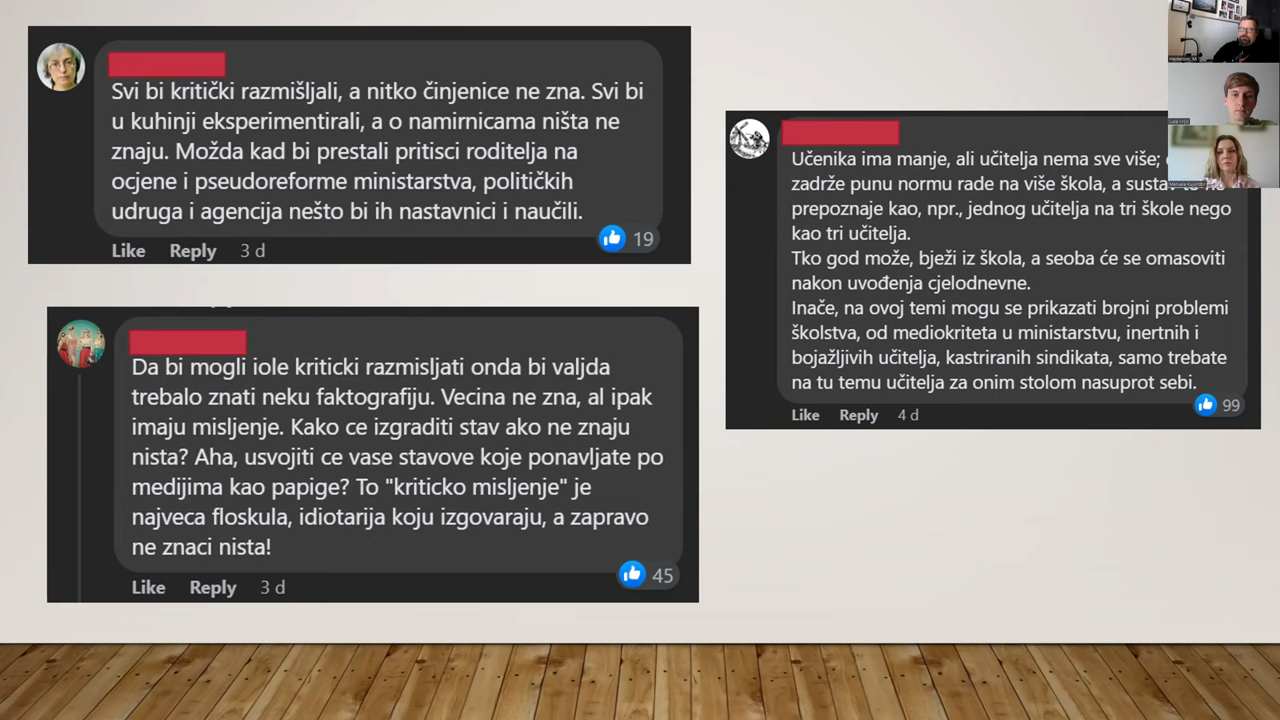 Svi bi kritički razmišljali, a nitko činjenice ne zna. Svi bi
u kuhinji eksperimentirali, a o namirnicama ništa ne
znaju. Možda kad bi prestali pritisci roditelja na
ocjene i pseudoreforme ministarstva, političkih
udruga i agencija nešto bi ih nastavnici i naučili.
Like Reply 3 d
19
Da bi mogli iole kriticki razmisljati onda bi valjda
trebalo znati neku faktografiju. Vecina ne zna, al ipak
imaju misljenje. Kako ce izgraditi stav ako ne znaju
nista? Aha, usvojiti ce vase stavove koje ponavljate po
medijima kao papige? To "kriticko misljenje" je
najveca floskula, idiotarija koju izgovaraju, a zapravo
ne znaci nista!
Like Reply 3 d
45
Učenika ima manje, ali učitelja nema sve više;
zadrže punu normu rade na više škola, a sustav
prepoznaje kao, npr., jednog učitelja na tri škole nego
kao tri učitelja.
Tko god može, bježi iz škola, a seoba će se omasoviti
nakon uvođenja cjelodnevne.
Inače, na ovoj temi mogu se prikazati brojni problemi
školstva, od mediokriteta u ministarstvu, inertnih i
bojažljivih učitelja, kastriranih sindikata, samo trebate
na tu temu učitelja za onim stolom nasuprot sebi.
Like Reply 4 d
99